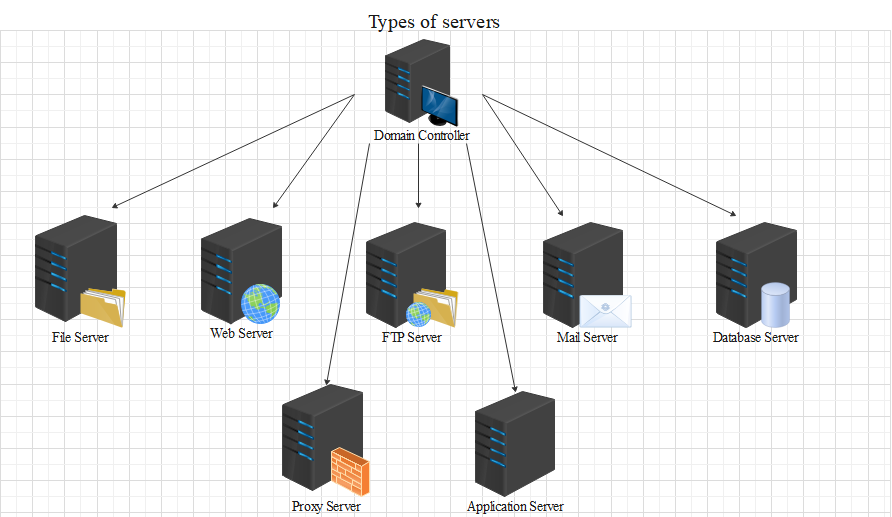 Types of servers
Domain Controller
File Server
Web Server
FTP Server
Mail Server
Database Server
Proxy Server
Application Server